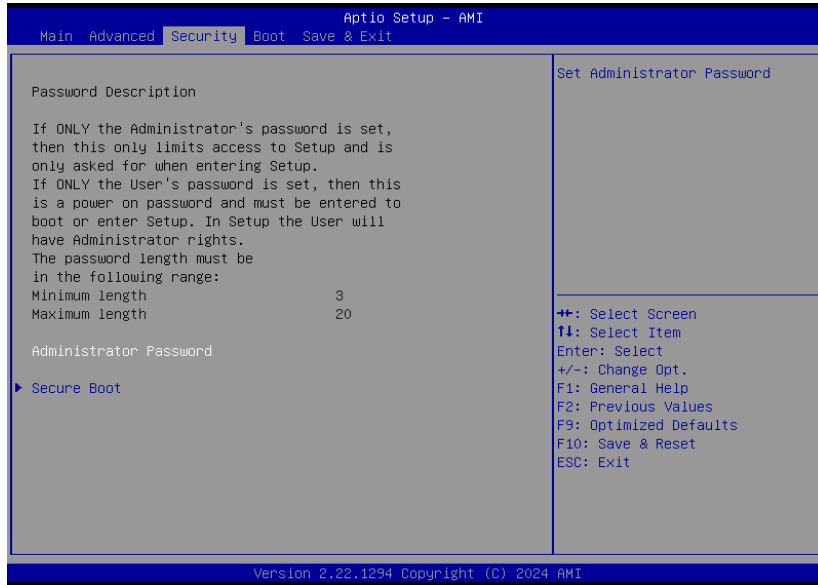 Aptio Setup – AMI
Main Advanced Security Boot Save & Exit
Password Description
If ONLY the Administrator's password is set,
then this only limits access to Setup and is
only asked for when entering Setup.
If ONLY the User's password is set, then this
is a power on password and must be entered to
boot or enter Setup. In Setup the User will
have Administrator rights.
The password length must be
in the following range:
Minimum length 3
Maximum length 20
Administrator Password
Secure Boot
Set Administrator Password
→←: Select Screen
↑↓: Select Item
Enter: Select
+/-: Change Opt.
F1: General Help
F2: Previous Values
F9: Optimized Defaults
F10: Save & Reset
ESC: Exit
Version 2.22.1294 Copyright (C) 2024 AMI